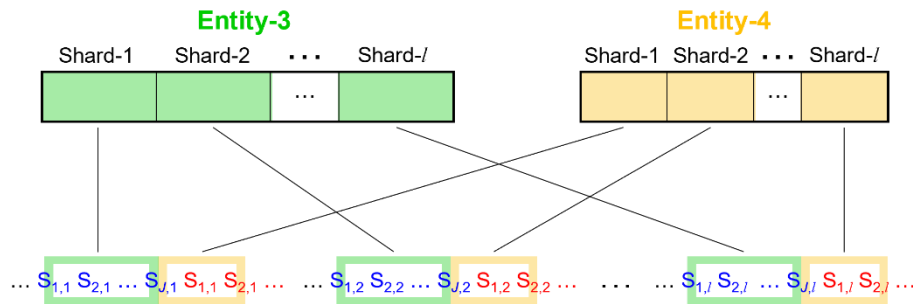 Entity-3 Entity-4
Shard-1 Shard-2 ... Shard-l Shard-1 Shard-2 ... Shard-l
... ...
... S1,1 S2,1 ... SJ,1 S1,1 S2,1 ... ... S1,2 S2,2 ... SJ,2 S1,2 S2,2 ... . . . ... S1,l S2,l ... SJ,l S1,l S2,l ...